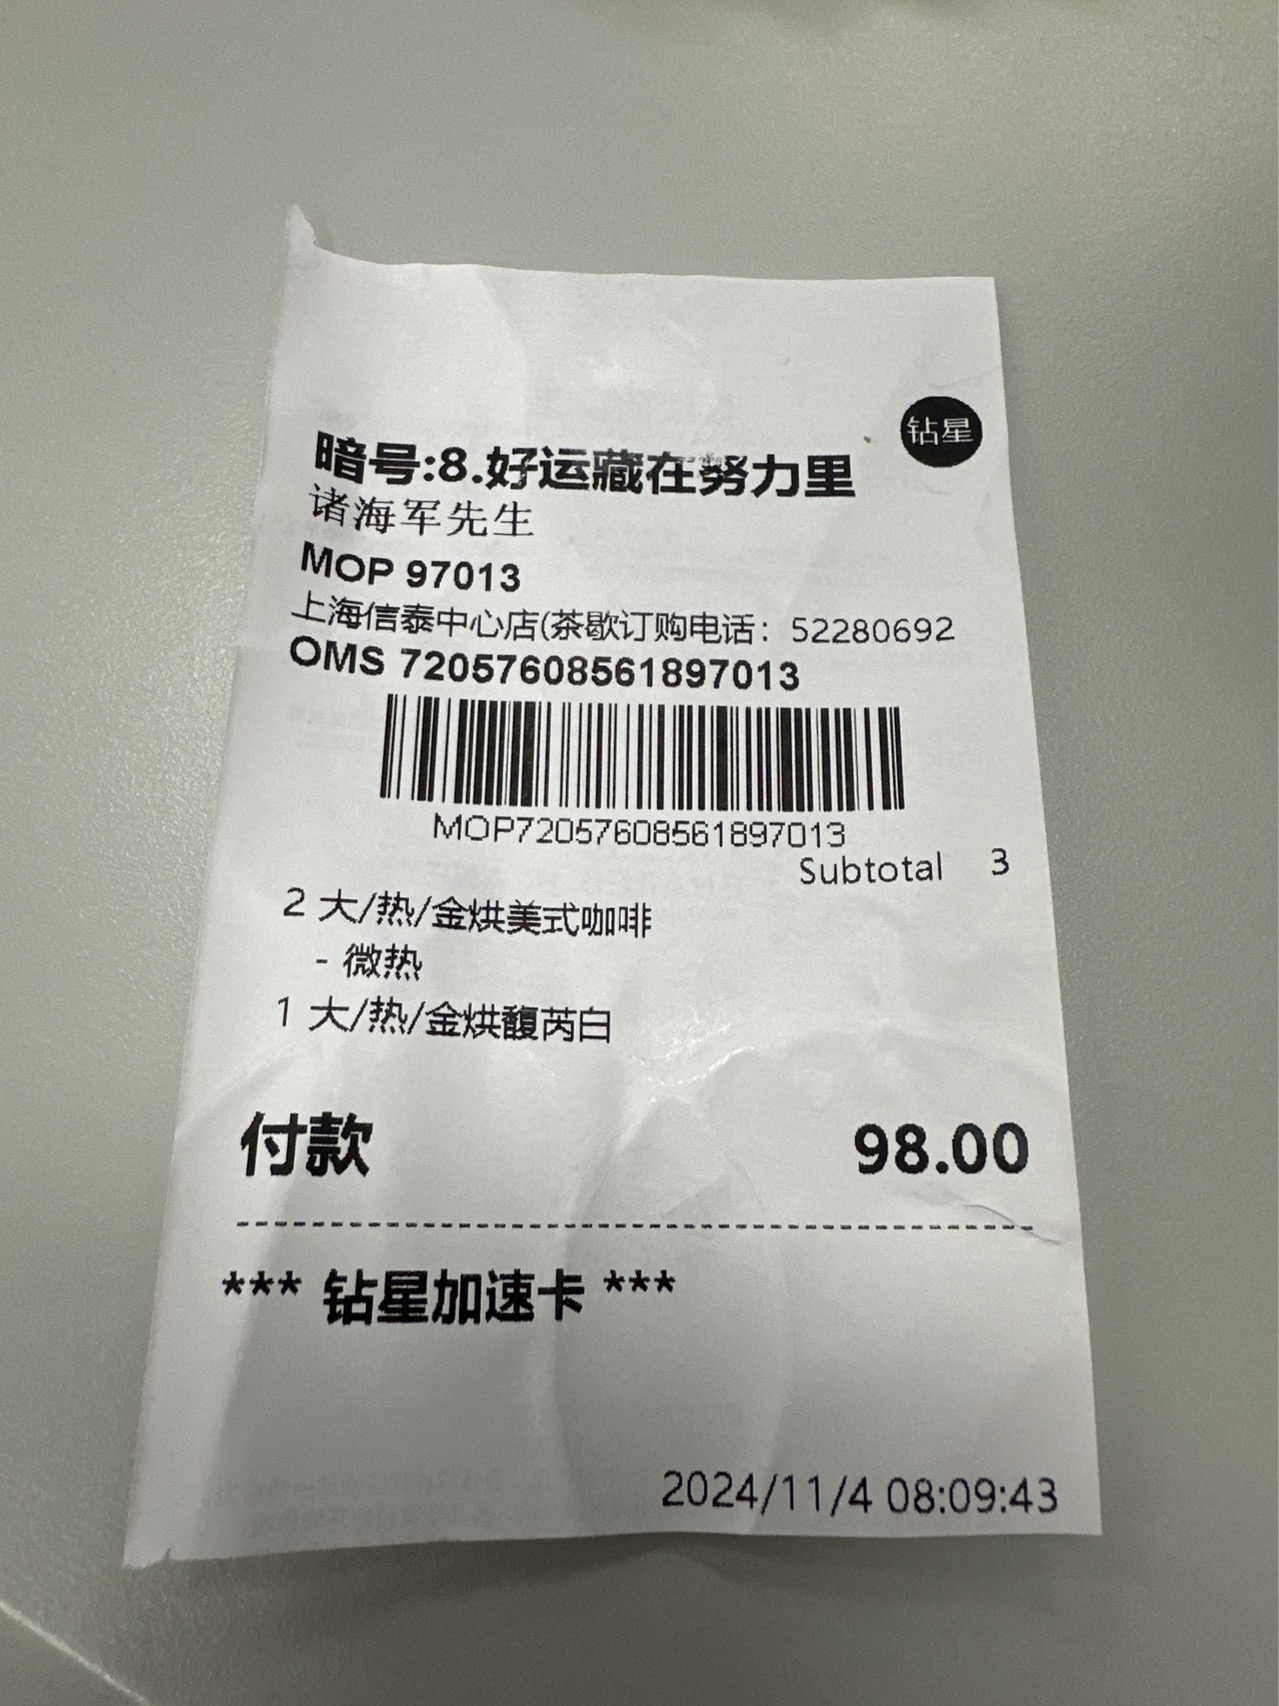 钻星
暗号:8.好运藏在努力里
诸海军先生
MOP 97013
上海信泰中心店(茶歇订购电话：52280692
OMS 72057608561897013
MOP72057608561897013
Subtotal 3
2 大/热/金烘美式咖啡
- 微热
1 大/热/金烘馥芮白
付款 98.00
*** 钻星加速卡 ***
2024/11/4 08:09:43